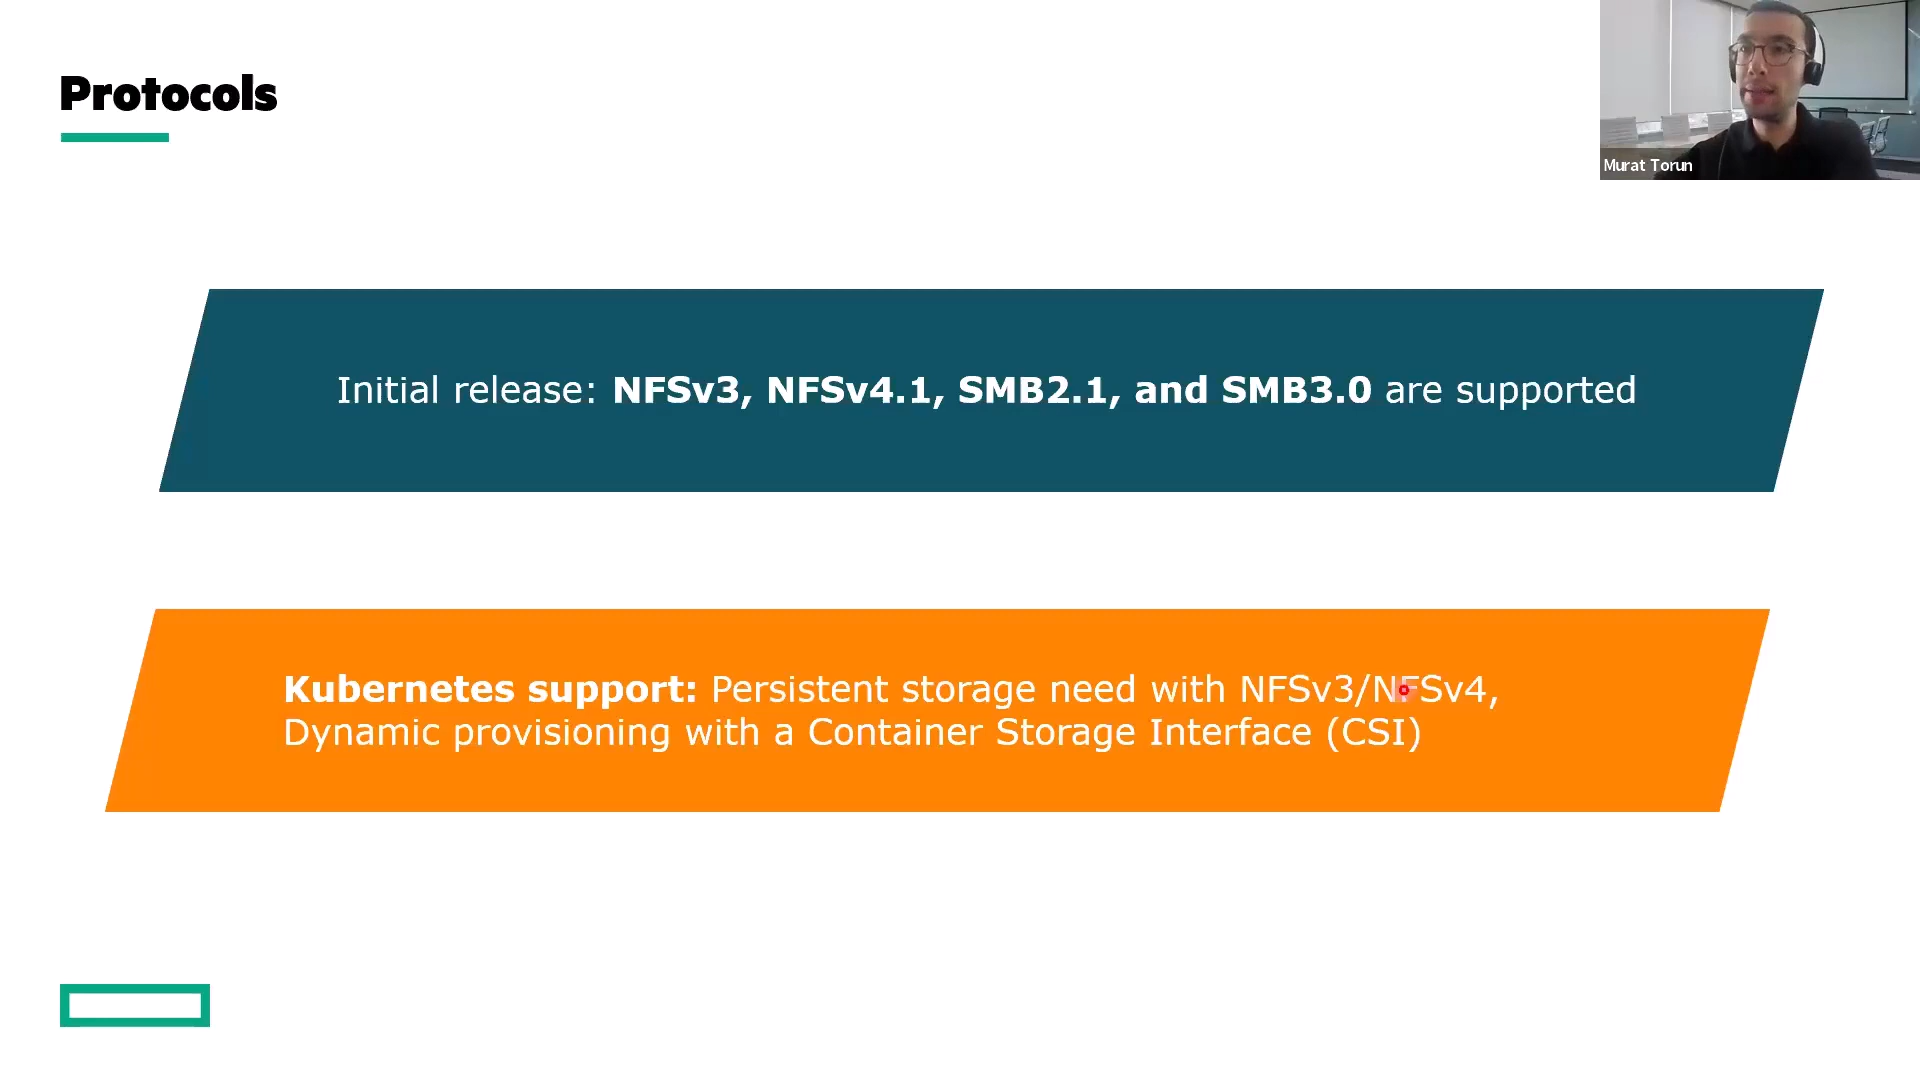 Protocols
Murat Torun
Initial release: NFSv3, NFSv4.1, SMB2.1, and SMB3.0 are supported
Kubernetes support: Persistent storage need with NFSv3/NFSv4,
Dynamic provisioning with a Container Storage Interface (CSI)